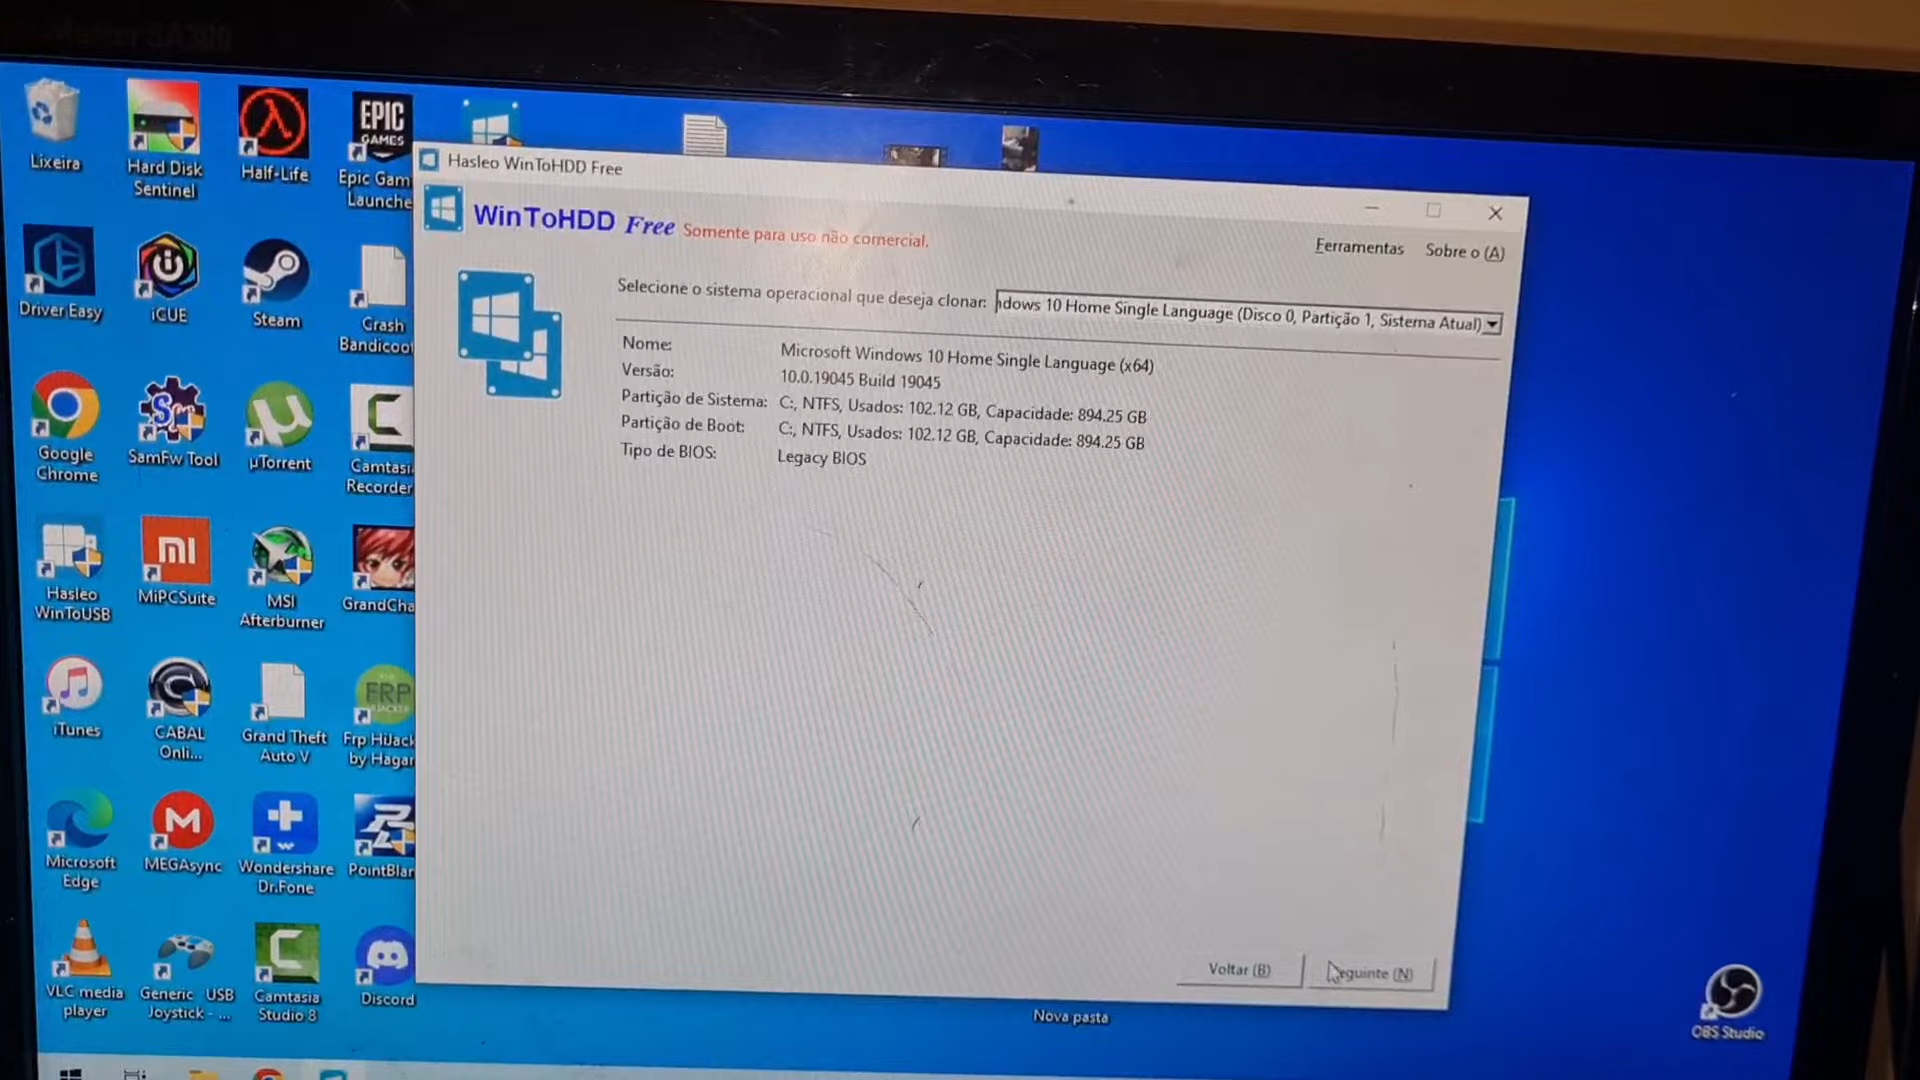 Hasleo WinToHDD Free
WinToHDD Free Somente para uso não comercial.
Ferramentas Sobre o (A)
Selecione o sistema operacional que deseja clonar: ndows 10 Home Single Language (Disco 0, Partição 1, Sistema Atual)
Nome: Microsoft Windows 10 Home Single Language (x64)
Versão: 10.0.19045 Build 19045
Partição de Sistema: C:, NTFS, Usados: 102.12 GB, Capacidade: 894.25 GB
Partição de Boot: C:, NTFS, Usados: 102.12 GB, Capacidade: 894.25 GB
Tipo de BIOS: Legacy BIOS
Voltar (B) eguinte (N)
Lixeira
Hard Disk
Sentinel
Half-Life
EPIC
GAMES
Epic Gam
Launche
Driver Easy
iCUE
Steam
Crash
Bandicoot
Google
Chrome
SamFw Tool
µTorrent
Camtasi
Recorder
Hasleo
WinToUSB
MiPCSuite
MSI
Afterburner
GrandCha
iTunes
CABAL
Onli...
Grand Theft
Auto V
FRP
HIJACKER
Frp HiJack
by Hagar
Microsoft
Edge
MEGAsync
Wondershare
Dr.Fone
PointBlan
VLC media
player
Generic USB
Joystick - ...
Camtasia
Studio 8
Discord
Nova pasta
OBS Studio